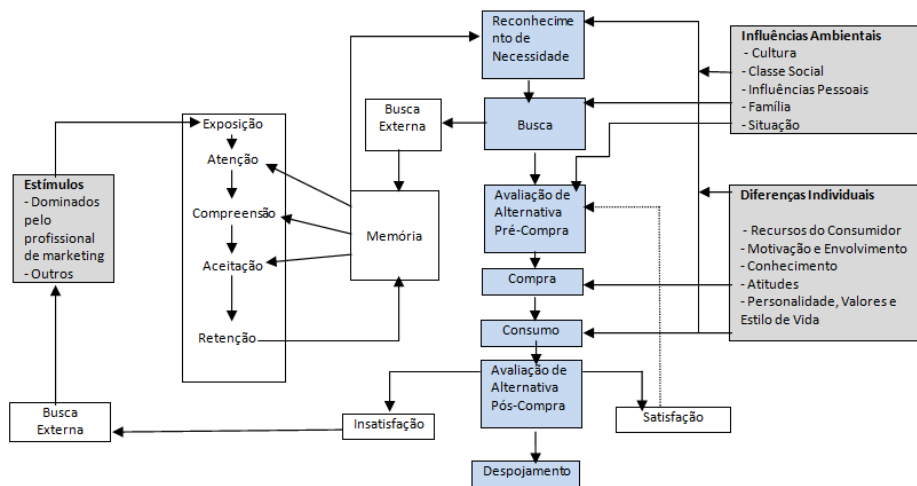 Reconhecime
nto de
Necessidade
Influências Ambientais
- Cultura
- Classe Social
- Influências Pessoais
- Família
- Situação
Busca
Externa
Busca
Exposição
Atenção
Compreensão
Aceitação
Retenção
Estímulos
- Dominados
pelo
profissional
de marketing
- Outros
Memória
Avaliação de
Alternativa
Pré-Compra
Diferenças Individuais
- Recursos do Consumidor
- Motivação e Envolvimento
- Conhecimento
- Atitudes
- Personalidade, Valores e
Estilo de Vida
Compra
Consumo
Avaliação de
Alternativa
Pós-Compra
Busca
Externa
Insatisfação
Satisfação
Despojamento